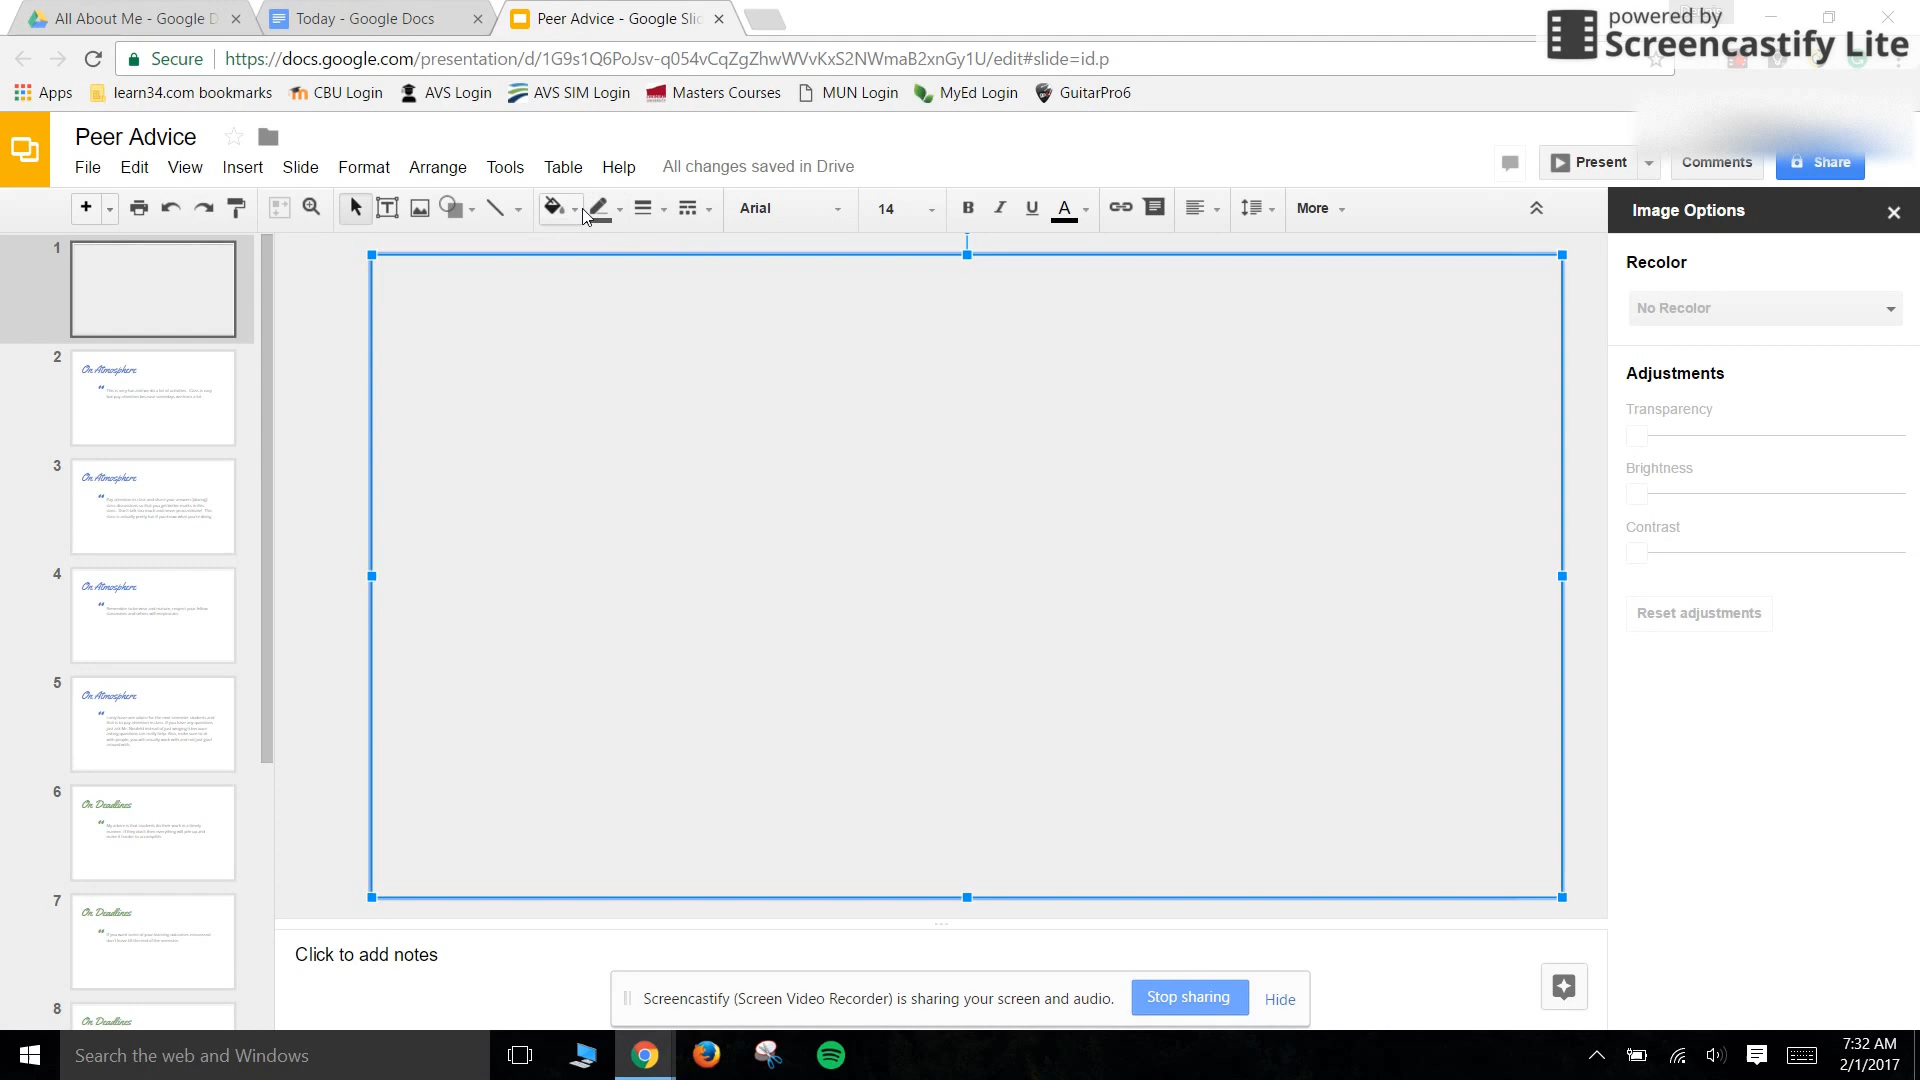 All About Me - Google D
Today - Google Docs
Peer Advice - Google Slid
powered by
Screencastify Lite
Secure
https://docs.google.com/presentation/d/1G9s1Q6PoJsv-q054vCqZgZhwWVvKxS2NWmaB2xnGy1U/edit#slide=id.p
Apps
learn34.com bookmarks
CBU Login
AVS Login
AVS SIM Login
Masters Courses
MUN Login
MyEd Login
GuitarPro6
Peer Advice
File Edit View Insert Slide Format Arrange Tools Table Help
All changes saved in Drive
Present
Comments
Share
Arial
14
B I U A
More
Image Options
Recolor
No Recolor
Adjustments
Transparency
Brightness
Contrast
Reset adjustments
1
2
On Atmosphere
3
On Atmosphere
4
On Atmosphere
5
On Atmosphere
6
On Deadlines
7
On Deadlines
8
On Deadlines
Click to add notes
Screencastify (Screen Video Recorder) is sharing your screen and audio.
Stop sharing
Hide
Search the web and Windows
7:32 AM
2/1/2017